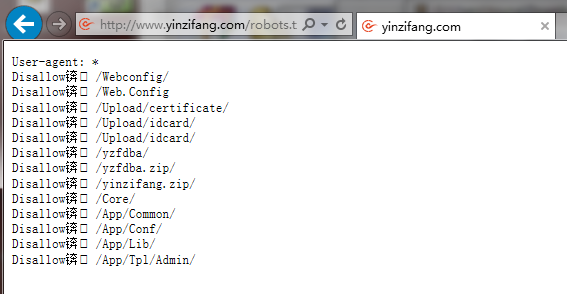 http://www.yinzifang.com/robots.t
yinzifang.com
User-agent: *
Disallow锛□ /Webconfig/
Disallow锛□ /Web.Config
Disallow锛□ /Upload/certificate/
Disallow锛□ /Upload/idcard/
Disallow锛□ /Upload/idcard/
Disallow锛□ /yzfdba/
Disallow锛□ /yzfdba.zip/
Disallow锛□ /yinzifang.zip/
Disallow锛□ /Core/
Disallow锛□ /App/Common/
Disallow锛□ /App/Conf/
Disallow锛□ /App/Lib/
Disallow锛□ /App/Tpl/Admin/